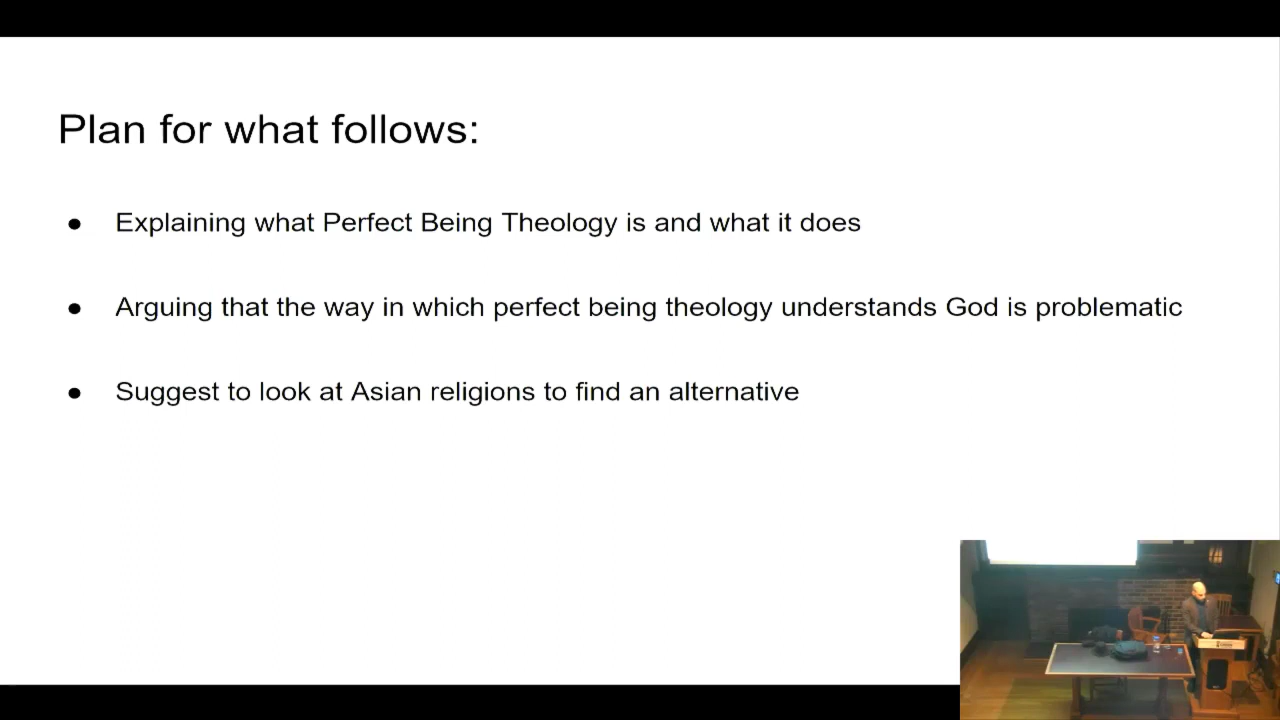 Plan for what follows:
● Explaining what Perfect Being Theology is and what it does
● Arguing that the way in which perfect being theology understands God is problematic
● Suggest to look at Asian religions to find an alternative